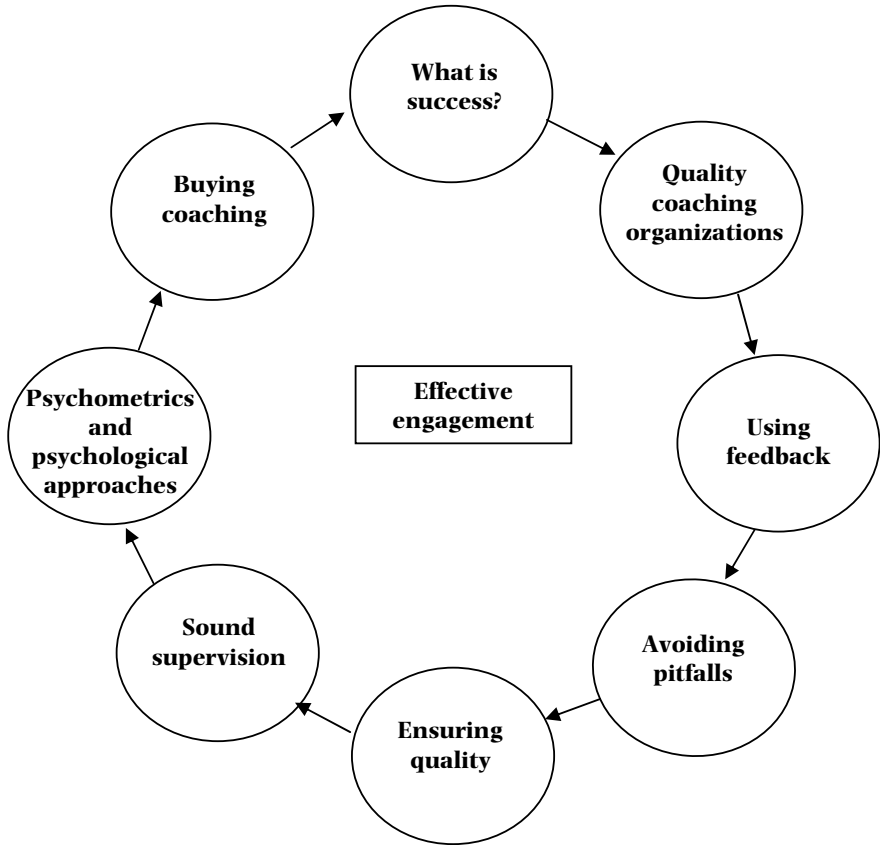 What is
success?
Quality
coaching
organizations
Using
feedback
Avoiding
pitfalls
Ensuring
quality
Sound
supervision
Psychometrics
and
psychological
approaches
Buying
coaching
Effective
engagement